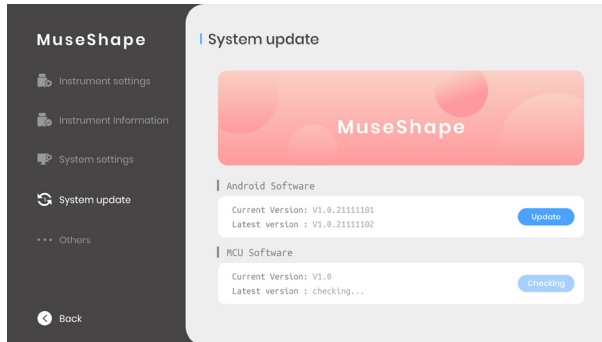 MuseShape
Instrument settings
Instrument Information
System settings
System update
Others
Back
System update
MuseShape
Android Software
Current Version: V1.0.21111101
Latest version : V1.0.21111102
Update
MCU Software
Current Version: V1.0
Latest version : checking...
Checking